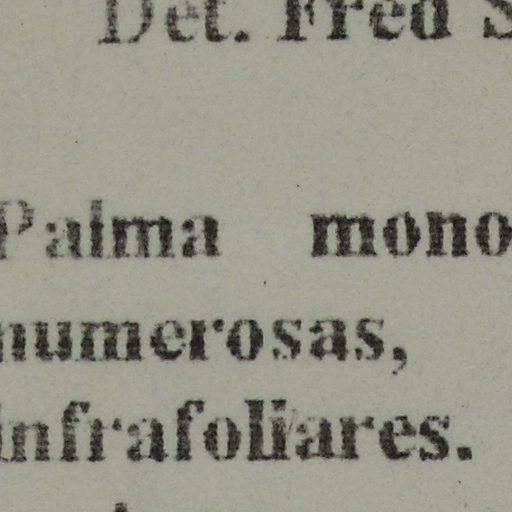 Det. Fred S
Palma mono
numerosas,
infrafoliares.